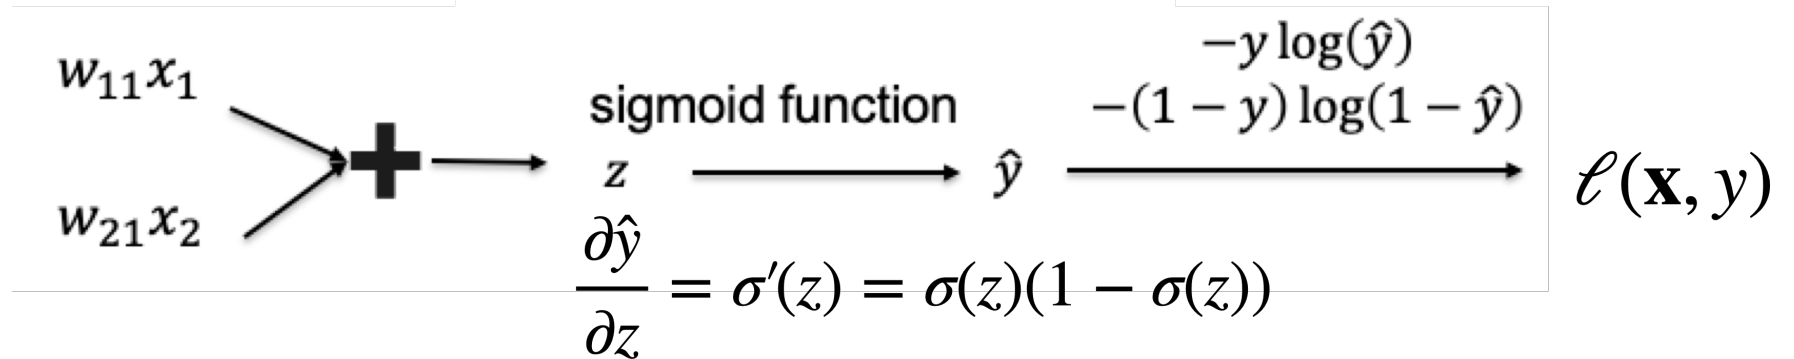 −y log(ŷ)
w₁₁x₁
sigmoid function
−(1 − y) log(1 − ŷ)
z
ŷ
ℓ(𝐱, y)
w₂₁x₂
∂ŷ/∂z = σ′(z) = σ(z)(1 − σ(z))